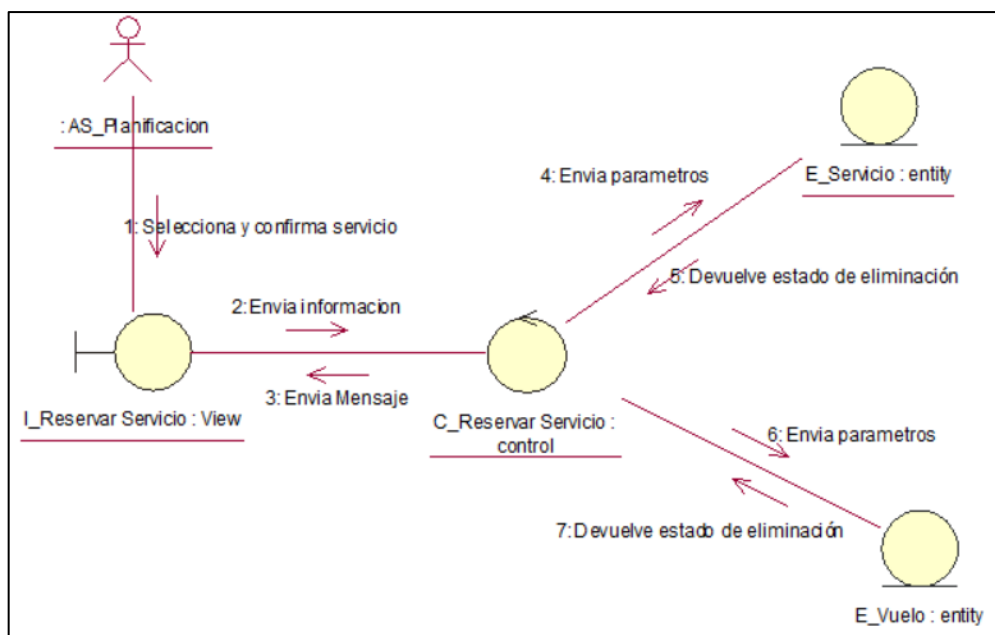 : AS_Planificacion
E_Servicio : entity
4: Envia parametros
1: Selecciona y confirma servicio
5: Devuelve estado de eliminación
2: Envia informacion
3: Envia Mensaje
I_Reservar Servicio : View
C_Reservar Servicio :
control
6: Envia parametros
7: Devuelve estado de eliminación
E_Vuelo : entity